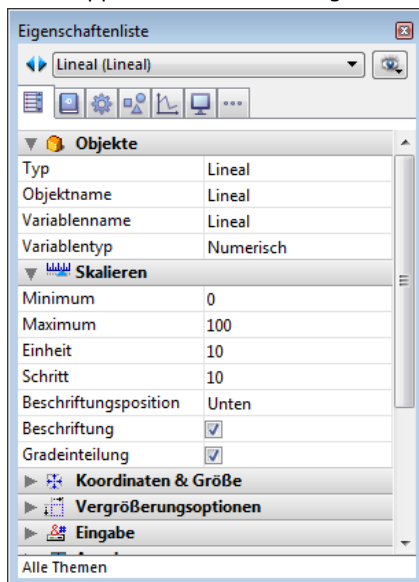 Eigenschaftenliste
Lineal (Lineal)
Objekte
Typ Lineal
Objektname Lineal
Variablenname Lineal
Variablentyp Numerisch
Skalieren
Minimum 0
Maximum 100
Einheit 10
Schritt 10
Beschriftungsposition Unten
Beschriftung
Gradeinteilung
Koordinaten & Größe
Vergrößerungsoptionen
Eingabe
Alle Themen